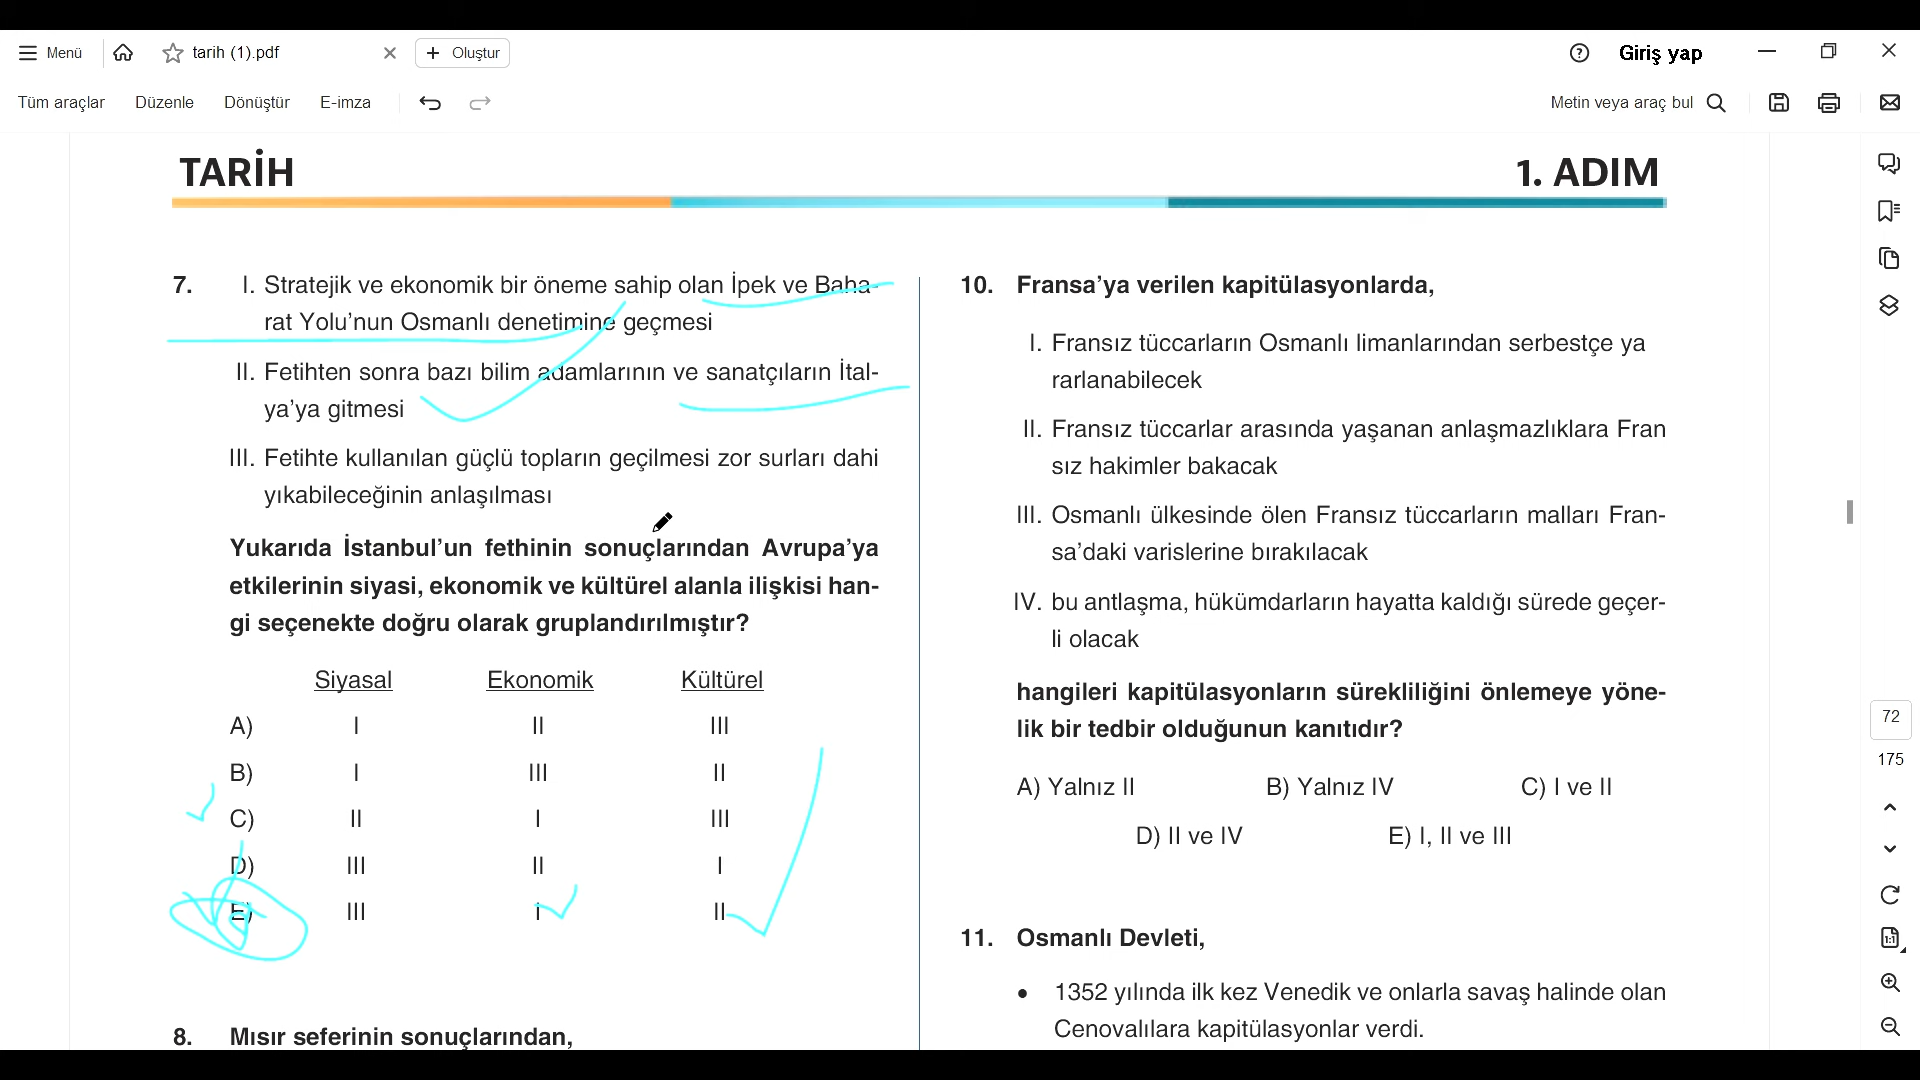 Menü
tarih (1).pdf
Oluştur
Giriş yap
Tüm araçlar
Düzenle
Dönüştür
E-imza
Metin veya araç bul
TARİH
1. ADIM
7. I. Stratejik ve ekonomik bir öneme sahip olan İpek ve Baha-
rat Yolu'nun Osmanlı denetimine geçmesi
II. Fetihten sonra bazı bilim adamlarının ve sanatçıların İtal-
ya'ya gitmesi
III. Fetihte kullanılan güçlü topların geçilmesi zor surları dahi
yıkabileceğinin anlaşılması
Yukarıda İstanbul'un fethinin sonuçlarından Avrupa'ya
etkilerinin siyasi, ekonomik ve kültürel alanla ilişkisi han-
gi seçenekte doğru olarak gruplandırılmıştır?
Siyasal Ekonomik Kültürel
A) I II III
B) I III II
C) II I III
D) III II I
E) III I II
8. Mısır seferinin sonuçlarından,
10. Fransa'ya verilen kapitülasyonlarda,
I. Fransız tüccarların Osmanlı limanlarından serbestçe ya
rarlanabilecek
II. Fransız tüccarlar arasında yaşanan anlaşmazlıklara Fran
sız hakimler bakacak
III. Osmanlı ülkesinde ölen Fransız tüccarların malları Fran-
sa'daki varislerine bırakılacak
IV. bu antlaşma, hükümdarların hayatta kaldığı sürede geçer-
li olacak
hangileri kapitülasyonların sürekliliğini önlemeye yöne-
lik bir tedbir olduğunun kanıtıdır?
A) Yalnız II B) Yalnız IV C) I ve II
D) II ve IV E) I, II ve III
11. Osmanlı Devleti,
• 1352 yılında ilk kez Venedik ve onlarla savaş halinde olan
Cenovalılara kapitülasyonlar verdi.
72
175
1:1